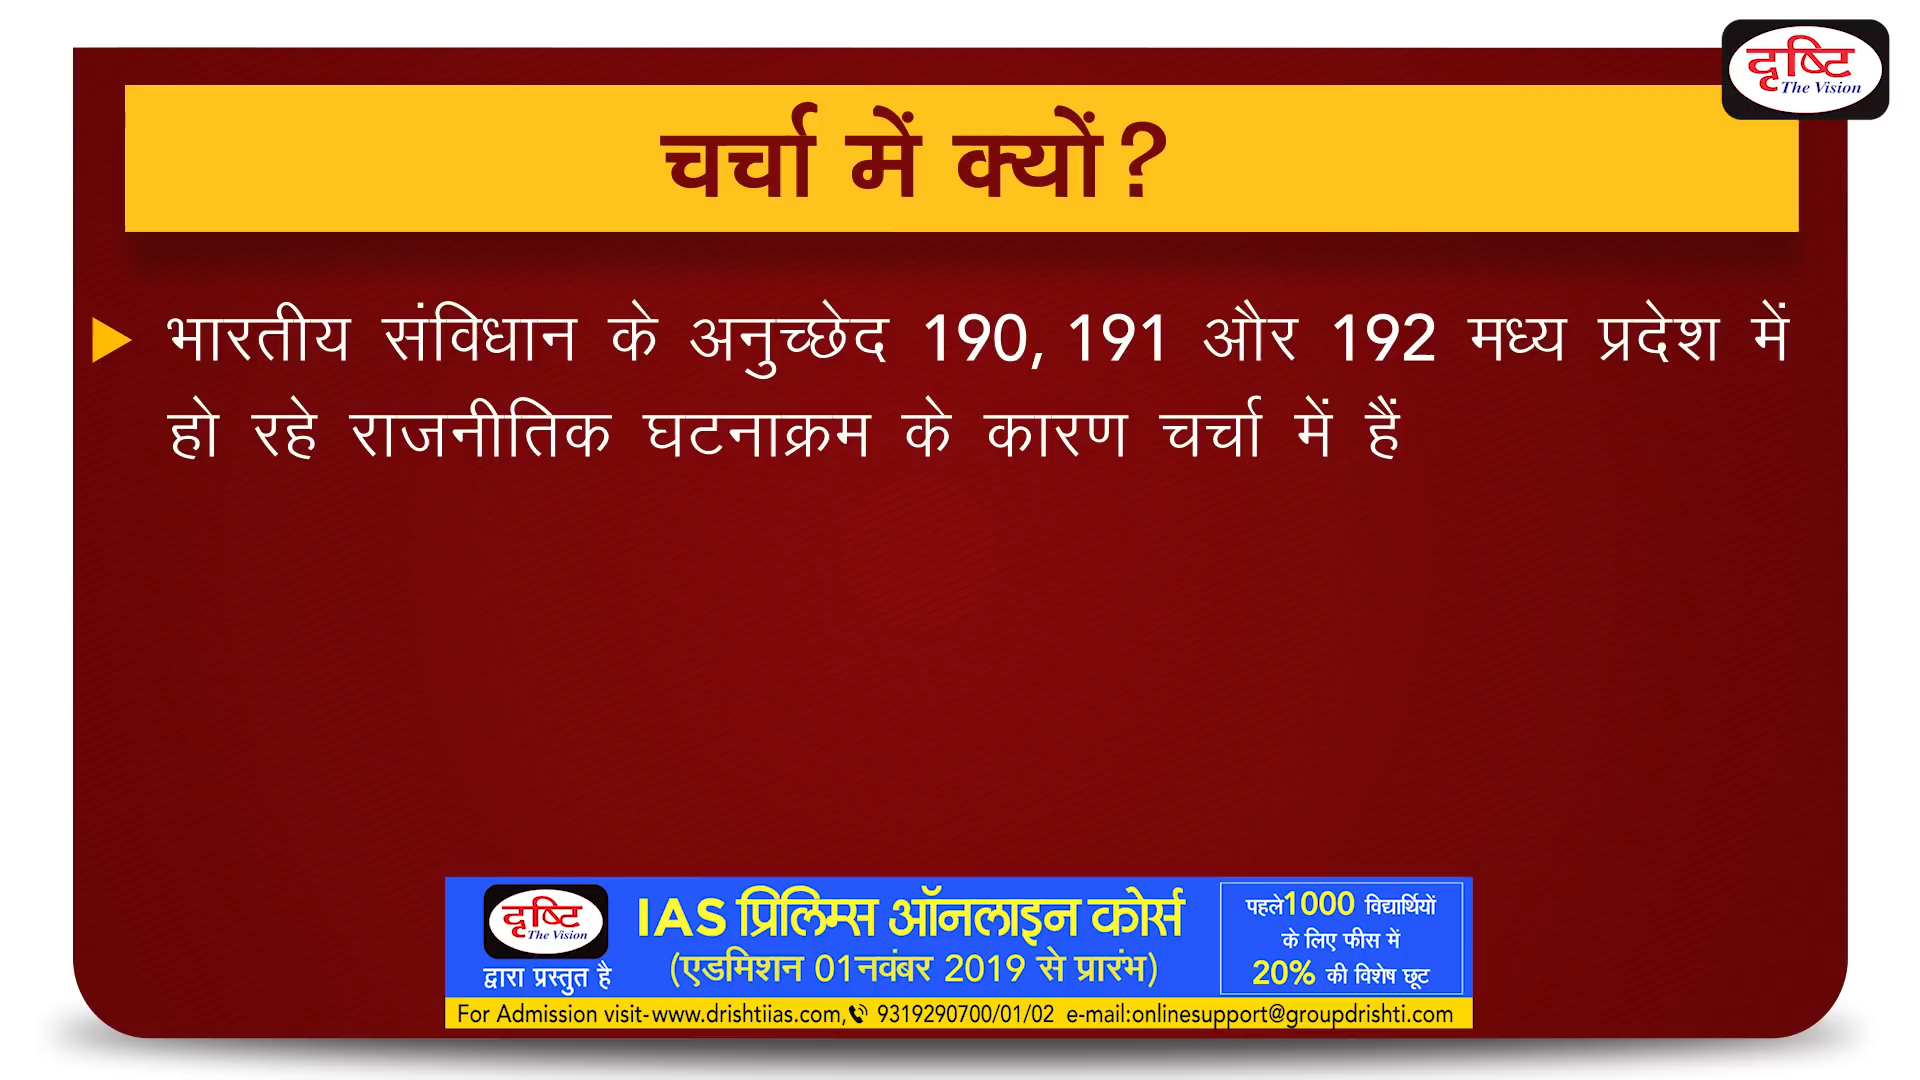 दृष्टि
The Vision
चर्चा में क्यों?
भारतीय संविधान के अनुच्छेद 190, 191 और 192 मध्य प्रदेश में
हो रहे राजनीतिक घटनाक्रम के कारण चर्चा में हैं
दृष्टि
The Vision
द्वारा प्रस्तुत है
IAS प्रिलिम्स ऑनलाइन कोर्स
(एडमिशन 01नवंबर 2019 से प्रारंभ)
पहले1000 विद्यार्थियों
के लिए फीस में
20% की विशेष छूट
For Admission visit-www.drishtiias.com, 9319290700/01/02 e-mail:onlinesupport@groupdrishti.com